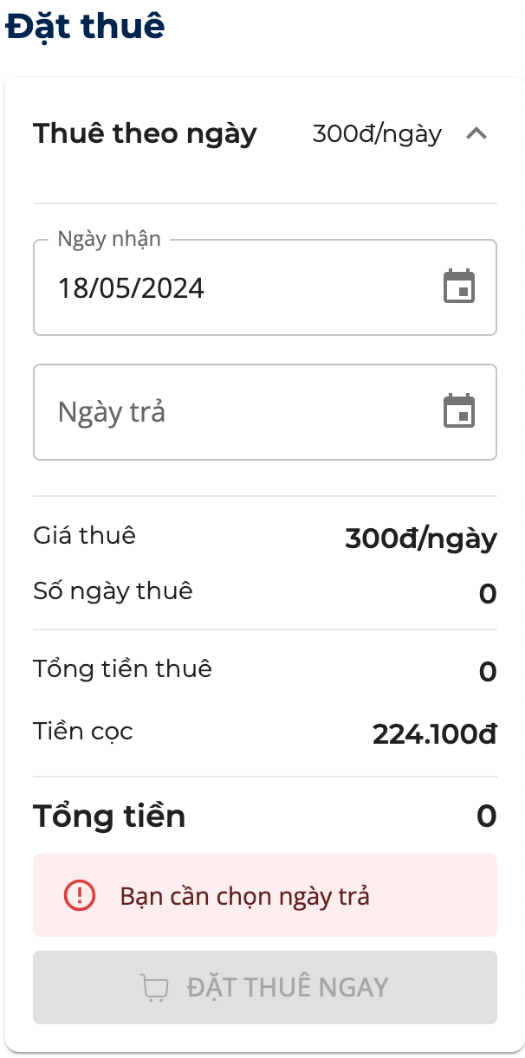 Đặt thuê
Thuê theo ngày 300đ/ngày
Ngày nhận
18/05/2024
Ngày trả
Giá thuê 300đ/ngày
Số ngày thuê 0
Tổng tiền thuê 0
Tiền cọc 224.100đ
Tổng tiền 0
Bạn cần chọn ngày trả
ĐẶT THUÊ NGAY